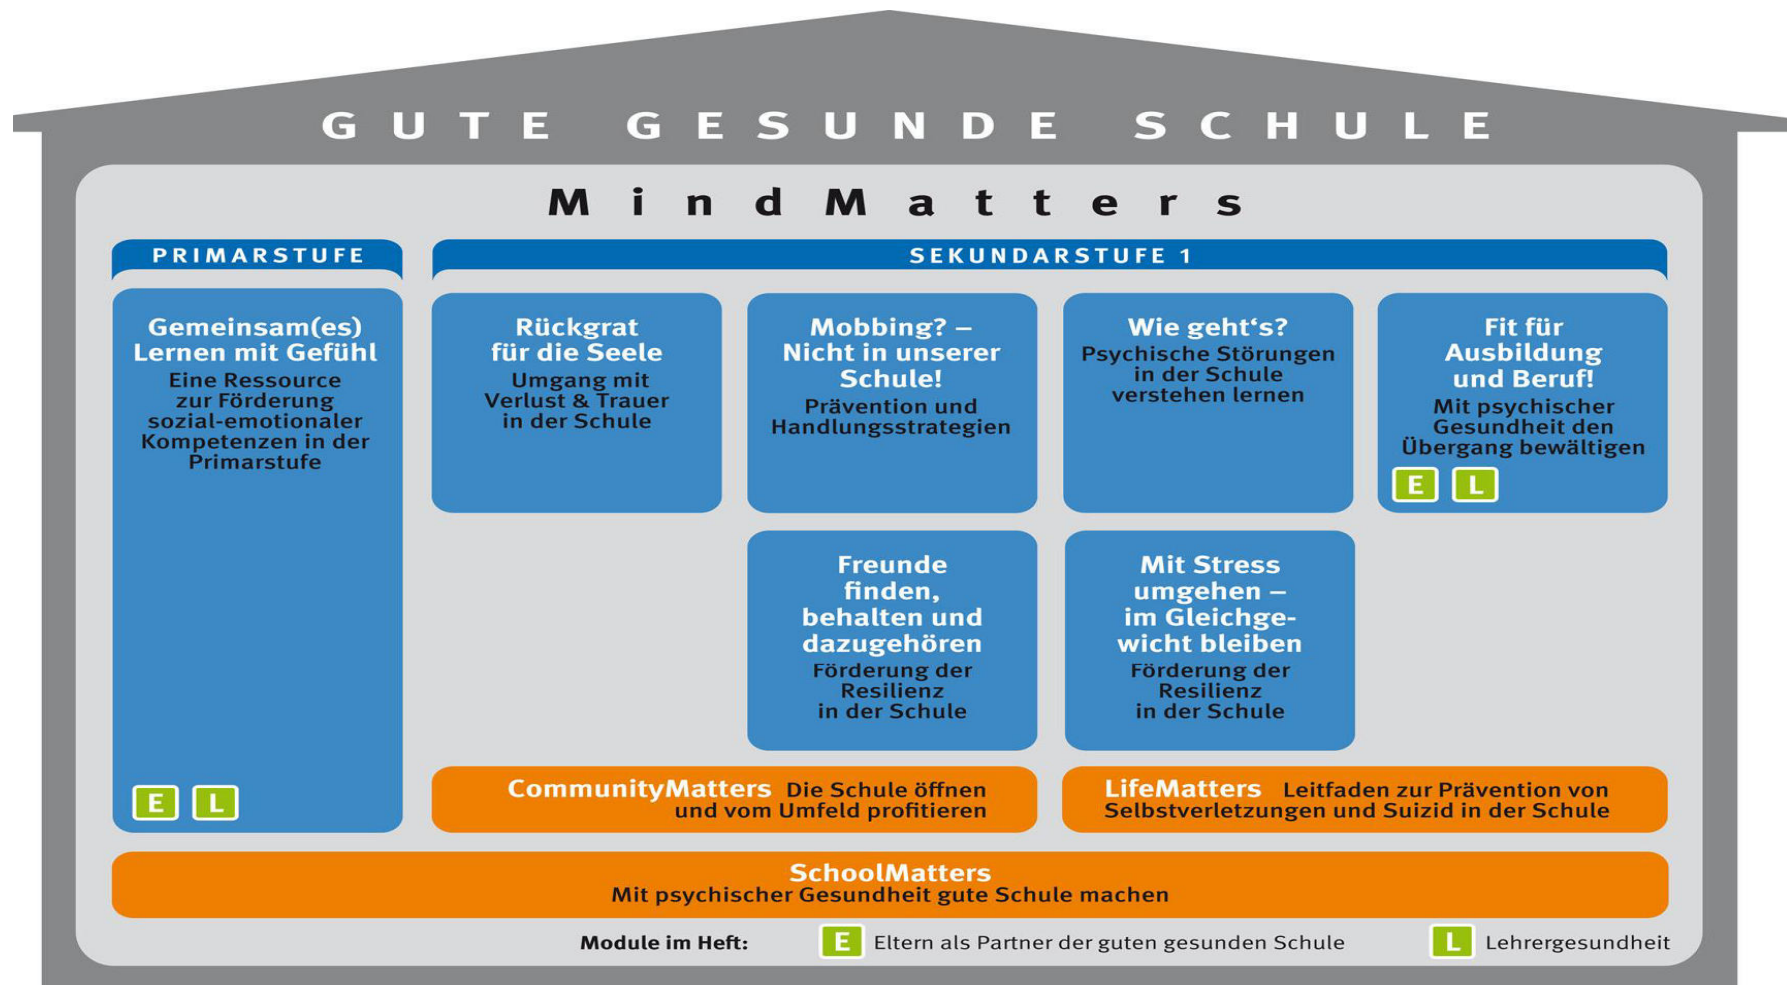 GUTE GESUNDE SCHULE
MindMatters
PRIMARSTUFE
SEKUNDARSTUFE 1
Gemeinsam(es)
Lernen mit Gefühl
Eine Ressource
zur Förderung
sozial-emotionaler
Kompetenzen in der
Primarstufe
E L
Rückgrat
für die Seele
Umgang mit
Verlust & Trauer
in der Schule
Mobbing? –
Nicht in unserer
Schule!
Prävention und
Handlungsstrategien
Wie geht‘s?
Psychische Störungen
in der Schule
verstehen lernen
Fit für
Ausbildung
und Beruf!
Mit psychischer
Gesundheit den
Übergang bewältigen
E L
Freunde
finden,
behalten und
dazugehören
Förderung der
Resilienz
in der Schule
Mit Stress
umgehen –
im Gleichge-
wicht bleiben
Förderung der
Resilienz
in der Schule
CommunityMatters Die Schule öffnen
und vom Umfeld profitieren
LifeMatters Leitfaden zur Prävention von
Selbstverletzungen und Suizid in der Schule
SchoolMatters
Mit psychischer Gesundheit gute Schule machen
Module im Heft: E Eltern als Partner der guten gesunden Schule L Lehrergesundheit